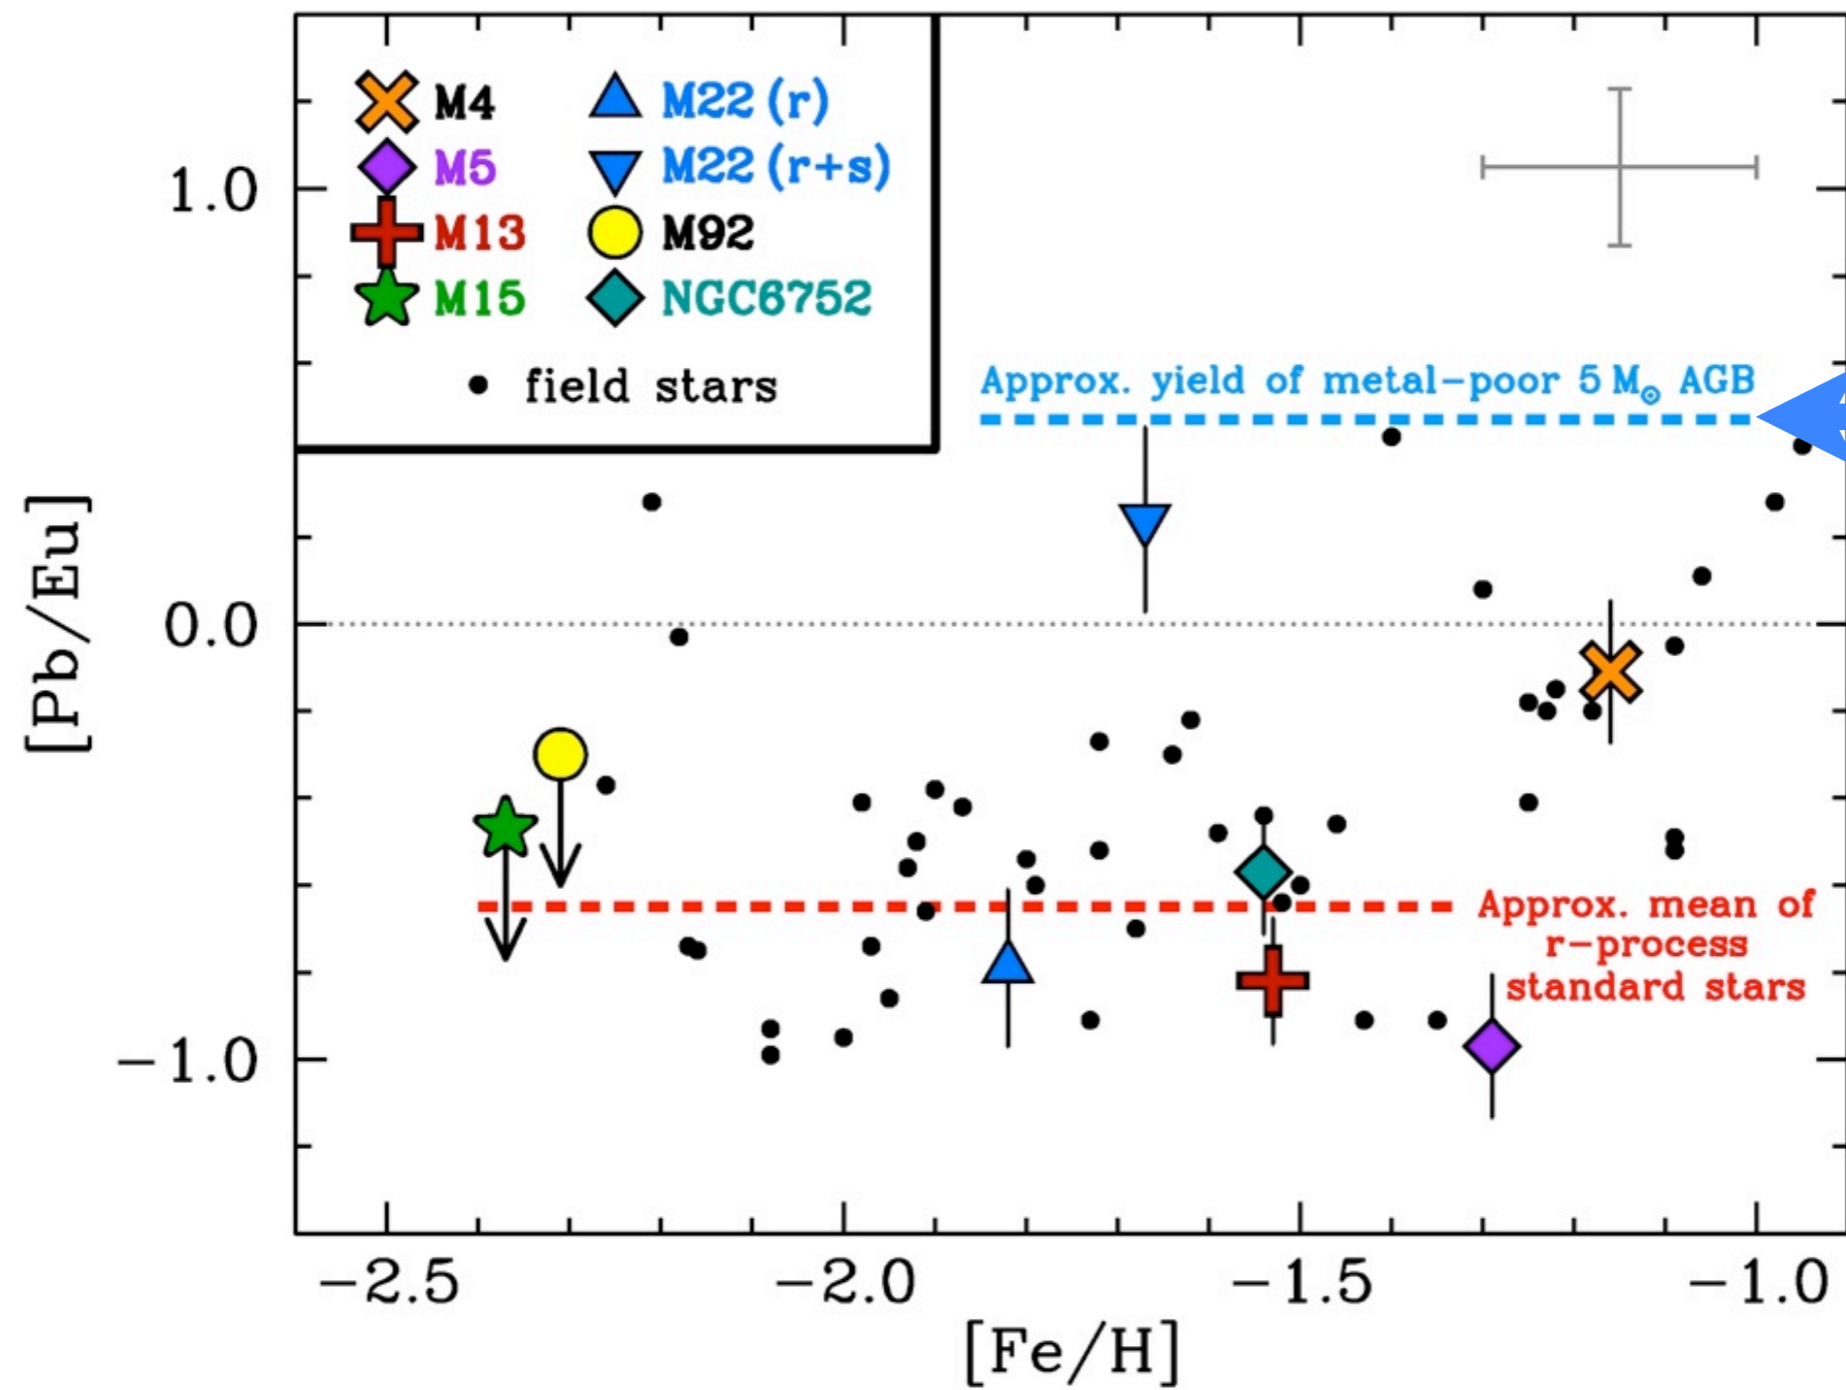 M4
M22 (r)
M5
M22 (r+s)
M13
M92
M15
NGC6752
field stars
Approx. yield of metal-poor 5 M⊙ AGB
Approx. mean of
r-process
standard stars
1.0
0.0
-1.0
[Pb/Eu]
-2.5
-2.0
-1.5
-1.0
[Fe/H]